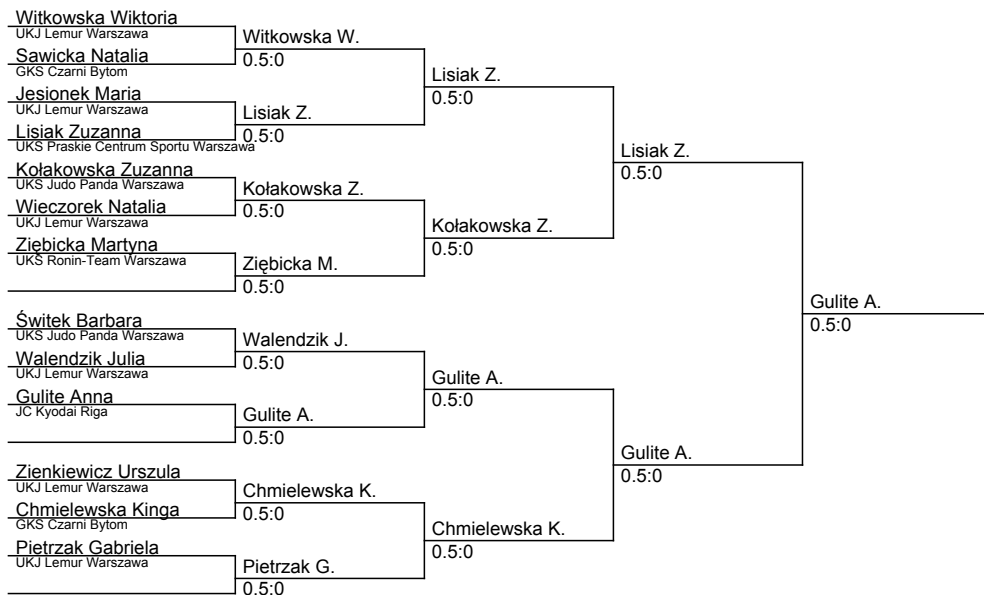 Witkowska Wiktoria
UKJ Lemur Warszawa
Witkowska W.
0.5:0
Sawicka Natalia
GKS Czarni Bytom
Lisiak Z.
0.5:0
Jesionek Maria
UKJ Lemur Warszawa
Lisiak Z.
0.5:0
Lisiak Zuzanna
UKS Praskie Centrum Sportu Warszawa
Lisiak Z.
0.5:0
Kołakowska Zuzanna
UKS Judo Panda Warszawa
Kołakowska Z.
0.5:0
Wieczorek Natalia
UKJ Lemur Warszawa
Kołakowska Z.
0.5:0
Ziębicka Martyna
UKS Ronin-Team Warszawa
Ziębicka M.
0.5:0
Gulite A.
0.5:0
Świtek Barbara
UKS Judo Panda Warszawa
Walendzik J.
0.5:0
Walendzik Julia
UKJ Lemur Warszawa
Gulite A.
0.5:0
Gulite Anna
JC Kyodai Riga
Gulite A.
0.5:0
Gulite A.
0.5:0
Zienkiewicz Urszula
UKJ Lemur Warszawa
Chmielewska K.
0.5:0
Chmielewska Kinga
GKS Czarni Bytom
Chmielewska K.
0.5:0
Pietrzak Gabriela
UKJ Lemur Warszawa
Pietrzak G.
0.5:0